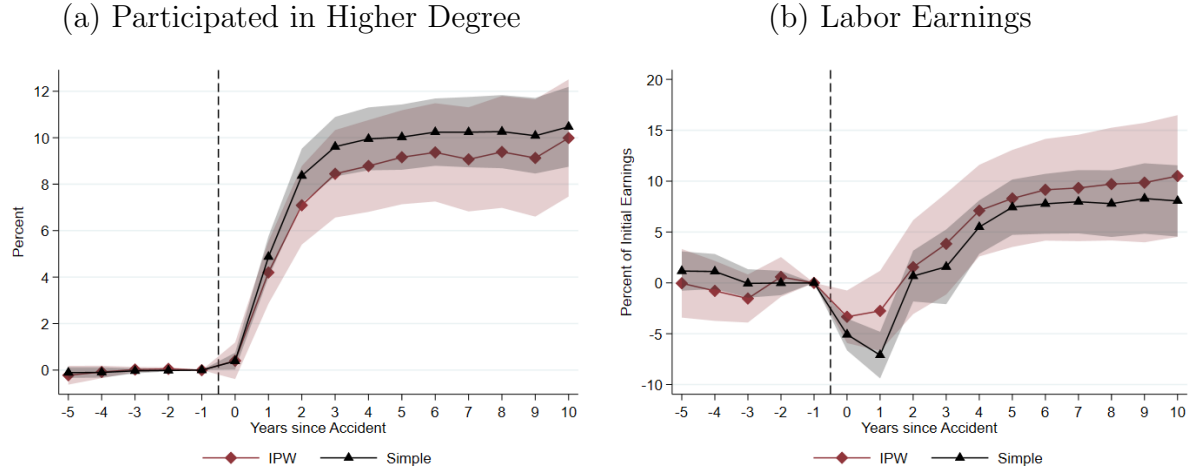 (a) Participated in Higher Degree
Percent
12
10
8
6
4
2
0
-5 -4 -3 -2 -1 0 1 2 3 4 5 6 7 8 9 10
Years since Accident
IPW Simple
(b) Labor Earnings
Percent of Initial Earnings
20
15
10
5
0
-5
-10
-5 -4 -3 -2 -1 0 1 2 3 4 5 6 7 8 9 10
Years since Accident
IPW Simple